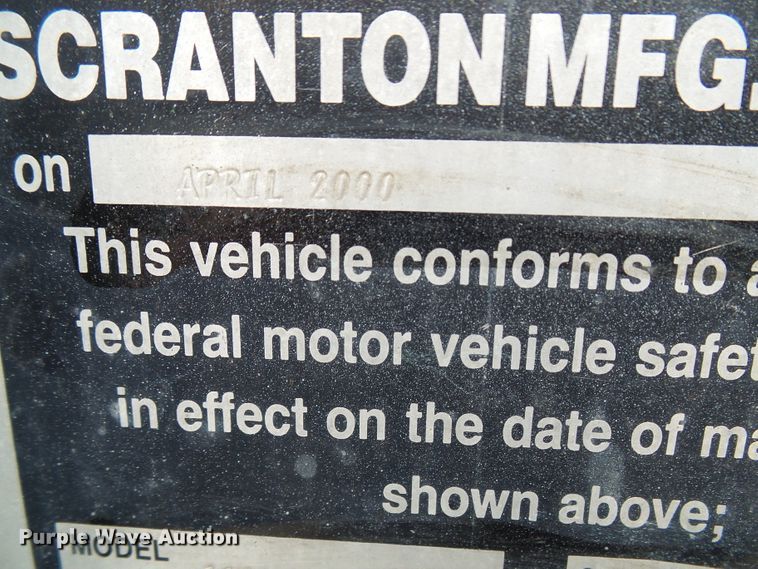 SCRANTON MFG.
on APRIL 2000
This vehicle conforms to a
federal motor vehicle safet
in effect on the date of ma
shown above;
Purple Wave Auction
MODEL